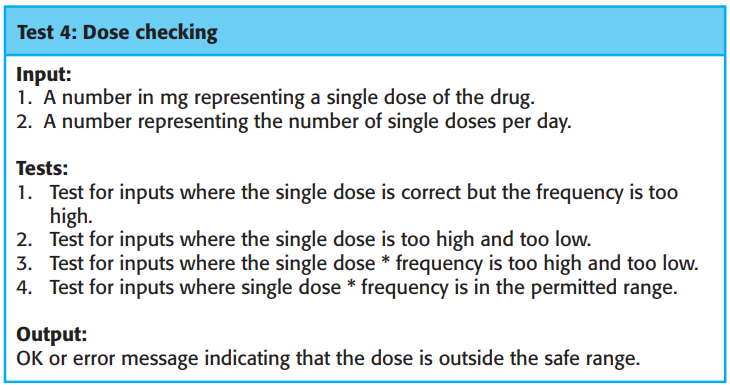 Test 4: Dose checking
Input:
1. A number in mg representing a single dose of the drug.
2. A number representing the number of single doses per day.
Tests:
1. Test for inputs where the single dose is correct but the frequency is too
high.
2. Test for inputs where the single dose is too high and too low.
3. Test for inputs where the single dose * frequency is too high and too low.
4. Test for inputs where single dose * frequency is in the permitted range.
Output:
OK or error message indicating that the dose is outside the safe range.